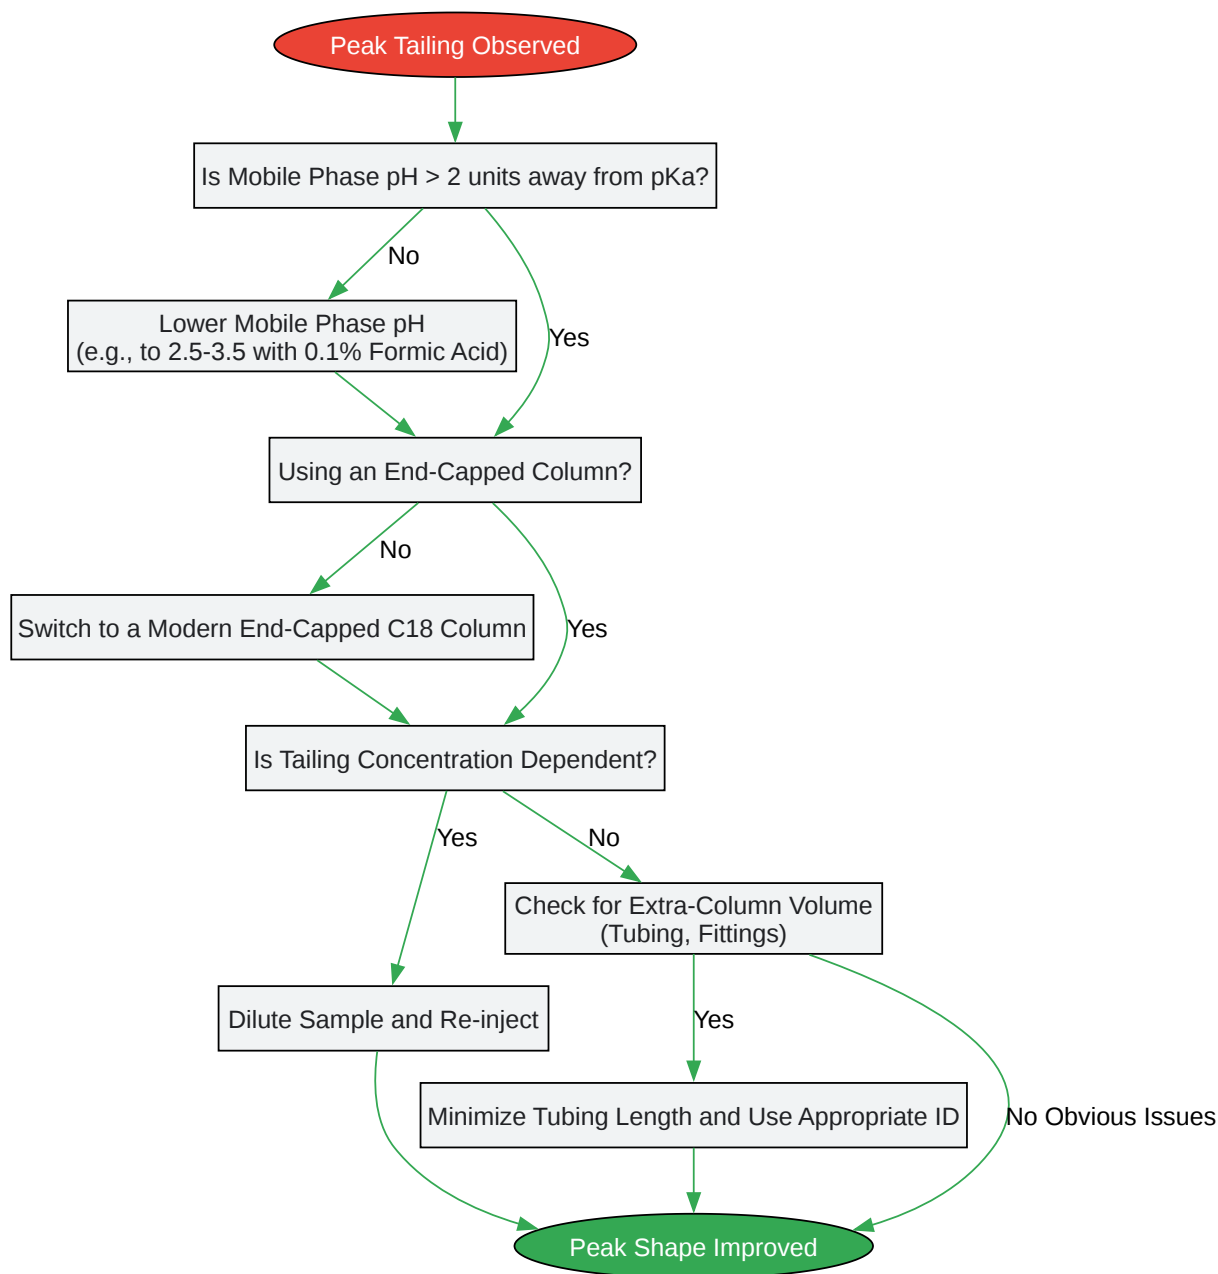 Peak Tailing Observed
Is Mobile Phase pH > 2 units away from pKa?
No
Lower Mobile Phase pH
(e.g., to 2.5-3.5 with 0.1% Formic Acid)
Yes
Using an End-Capped Column?
No
Switch to a Modern End-Capped C18 Column
Yes
Is Tailing Concentration Dependent?
Yes
No
Check for Extra-Column Volume
(Tubing, Fittings)
Dilute Sample and Re-inject
Yes
Minimize Tubing Length and Use Appropriate ID
No Obvious Issues
Peak Shape Improved